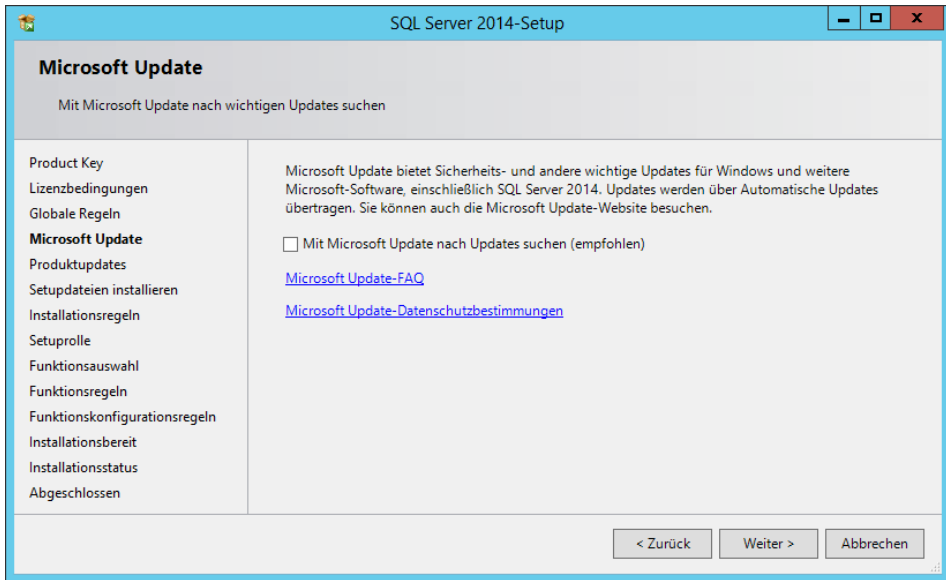 SQL Server 2014-Setup
Microsoft Update
Mit Microsoft Update nach wichtigen Updates suchen
Product Key
Lizenzbedingungen
Globale Regeln
Microsoft Update
Produktupdates
Setupdateien installieren
Installationsregeln
Setuprolle
Funktionsauswahl
Funktionsregeln
Funktionskonfigurationsregeln
Installationsbereit
Installationsstatus
Abgeschlossen
Microsoft Update bietet Sicherheits- und andere wichtige Updates für Windows und weitere
Microsoft-Software, einschließlich SQL Server 2014. Updates werden über Automatische Updates
übertragen. Sie können auch die Microsoft Update-Website besuchen.
Mit Microsoft Update nach Updates suchen (empfohlen)
Microsoft Update-FAQ
Microsoft Update-Datenschutzbestimmungen
< Zurück
Weiter >
Abbrechen